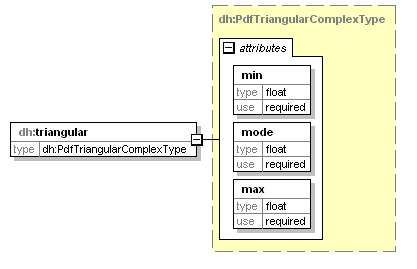 dh:PdfTriangularComplexType
attributes
min
type float
use required
dh:triangular
type dh:PdfTriangularComplexType
mode
type float
use required
max
type float
use required